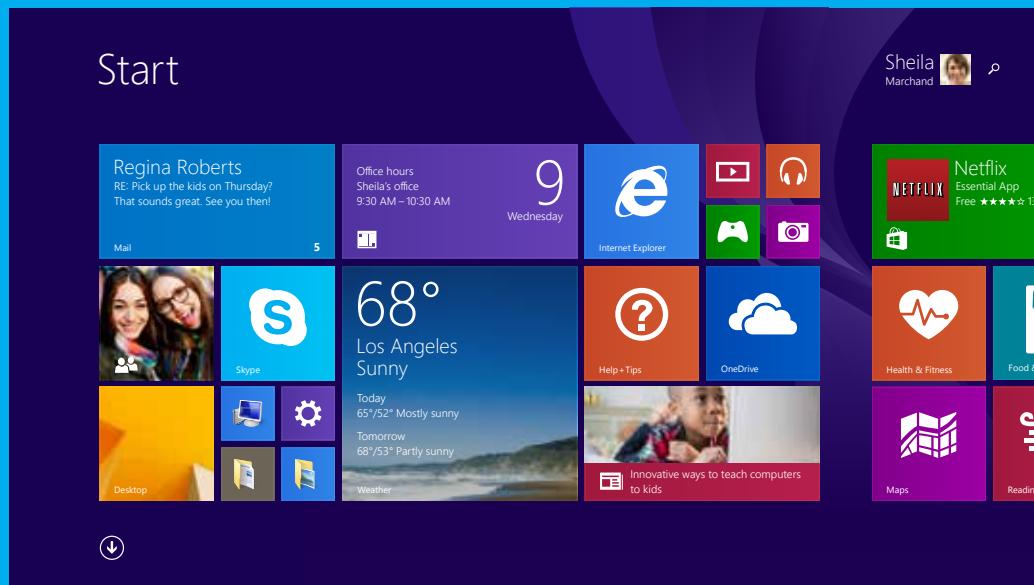 Start
Sheila
Marchand
Regina Roberts
RE: Pick up the kids on Thursday?
That sounds great. See you then!
Mail
5
Office hours
Sheila's office
9:30 AM – 10:30 AM
9
Wednesday
Internet Explorer
NETFLIX
Netflix
Essential App
Free ★★★★☆ 13
Skype
68°
Los Angeles
Sunny
Today
65°/52° Mostly sunny
Tomorrow
68°/53° Partly sunny
Weather
Help+Tips
OneDrive
Health & Fitness
Food &
Desktop
Innovative ways to teach computers
to kids
Maps
Readin